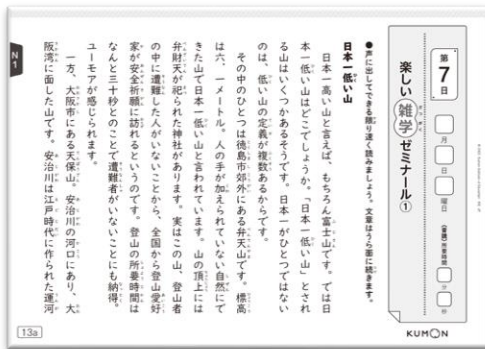 第7日
月
日
曜日
(音読)所要時間
分
秒
楽しい雑学ゼミナール①
●声に出してできる限り速く読みましょう。文章はうら面に続きます。
日本一低い山
日本一高い山と言えば、もちろん富士山です。では日
本一低い山はどこでしょうか。「日本一低い山」とされ
る山はいくつかあるそうです。日本一がひとつではない
のは、低い山の定義が複数あるからです。
その中のひとつは徳島市郊外にある弁天山です。標高
は六．一メートル。人の手が加えられていない自然にで
きた山で日本一低い山と言われています。山の頂上には
弁財天が祀られた神社があります。実はこの山、登山者
の中に遭難した人がいないことから、全国から登山愛好
家が安全祈願に訪れるというのです。登山の所要時間は
なんと三十秒とのことで遭難者がいないことにも納得。
ユーモアが感じられます。
一方、大阪市にある天保山。安治川の河口にあり、大
阪湾に面した山です。安治川は江戸時代に作られた運河
N1
13a
KUMON